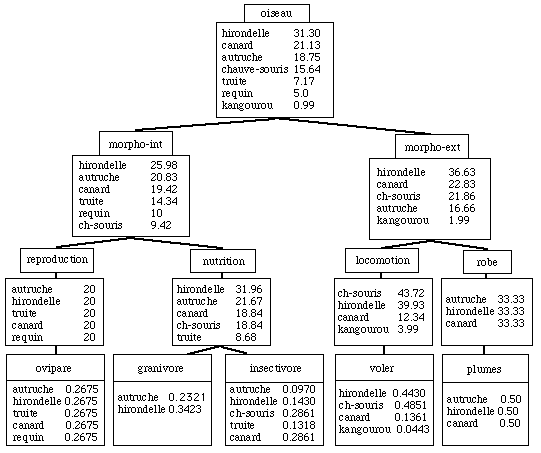 oiseau
hirondelle 31.30
canard 21.13
autruche 18.75
chauve-souris 15.64
truite 7.17
requin 5.0
kangourou 0.99
morpho-int
hirondelle 25.98
autruche 20.83
canard 19.42
truite 14.34
requin 10
ch-souris 9.42
morpho-ext
hirondelle 36.63
canard 22.83
ch-souris 21.86
autruche 16.66
kangourou 1.99
reproduction
autruche 20
hirondelle 20
truite 20
canard 20
requin 20
nutrition
hirondelle 31.96
autruche 21.67
canard 18.84
ch-souris 18.84
truite 8.68
locomotion
ch-souris 43.72
hirondelle 39.93
canard 12.34
kangourou 3.99
robe
autruche 33.33
hirondelle 33.33
canard 33.33
ovipare
autruche 0.2675
hirondelle 0.2675
truite 0.2675
canard 0.2675
requin 0.2675
granivore
autruche 0.2321
hirondelle 0.3423
insectivore
autruche 0.0970
hirondelle 0.1430
ch-souris 0.2861
truite 0.1318
canard 0.2861
voler
hirondelle 0.4430
ch-souris 0.4851
canard 0.1361
kangourou 0.0443
plumes
autruche 0.50
hirondelle 0.50
canard 0.50